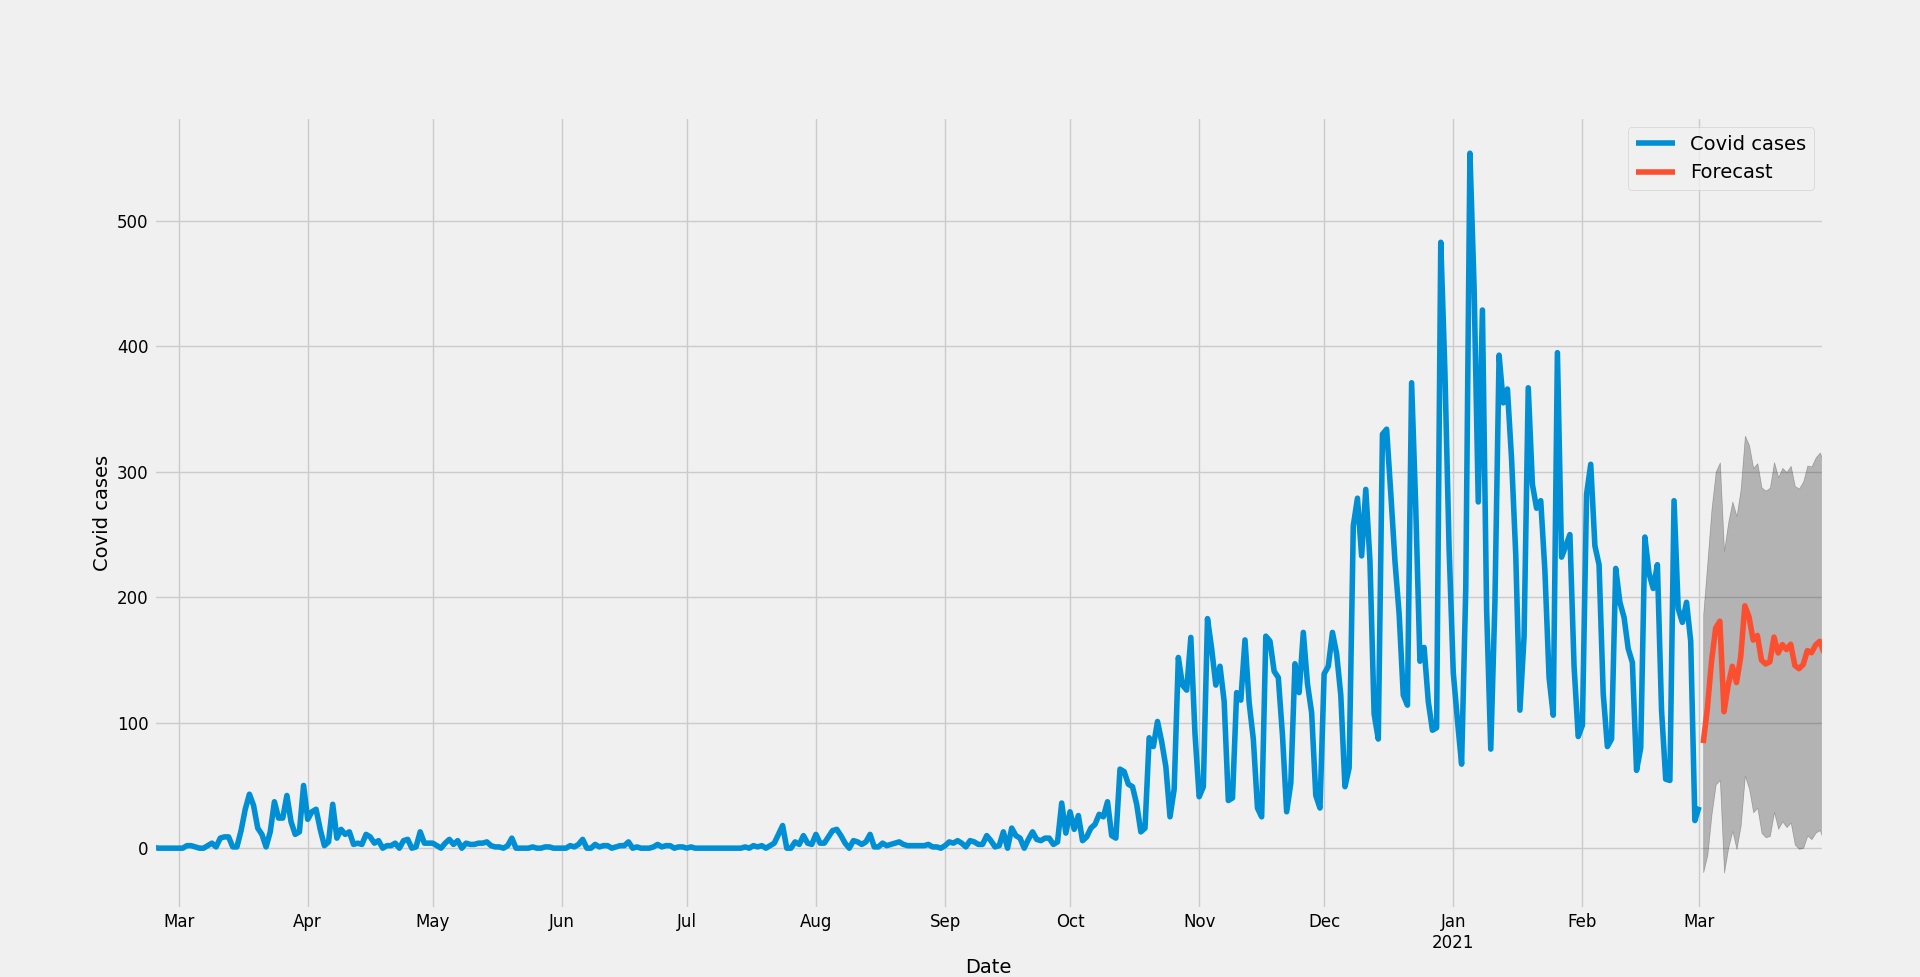 Covid cases
Forecast
500
400
300
200
100
0
Covid cases
Mar Apr May Jun Jul Aug Sep Oct Nov Dec Jan Feb Mar
2021
Date